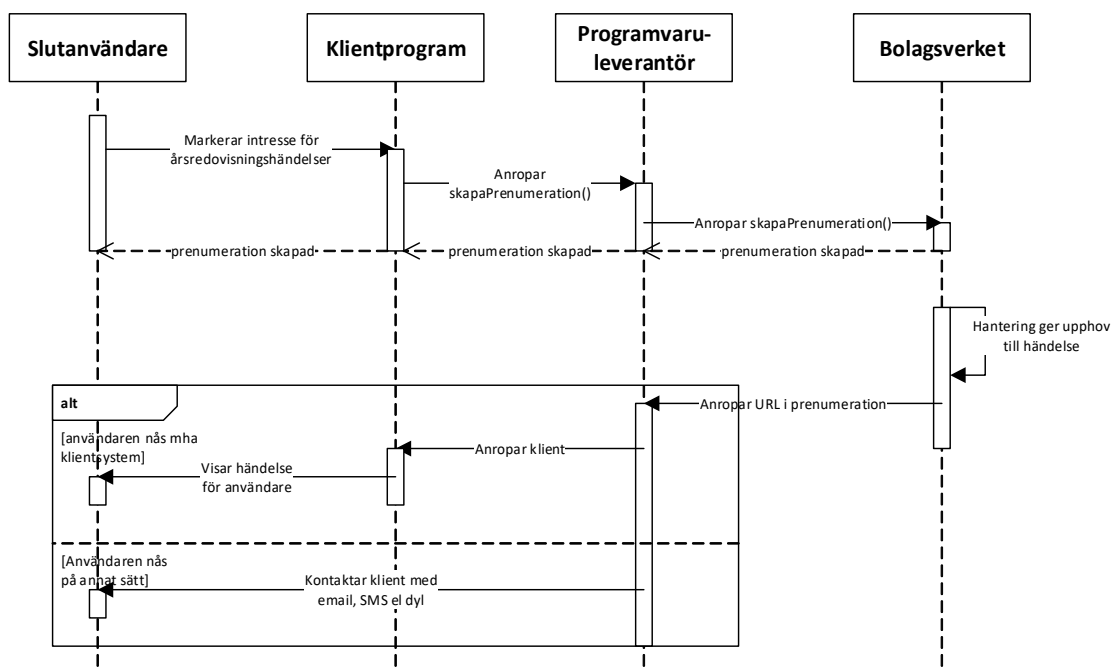 Slutanvändare
Klientprogram
Programvaru-
leverantör
Bolagsverket
Markerar intresse för
årsredovisningshändelser
Anropar
skapaPrenumeration()
Anropar skapaPrenumeration()
prenumeration skapad
prenumeration skapad
prenumeration skapad
Hantering ger upphov
till händelse
alt
Anropar URL i prenumeration
[användaren nås mha
klientsystem]
Anropar klient
Visar händelse
för användare
[Användaren nås
på annat sätt]
Kontaktar klient med
email, SMS el dyl